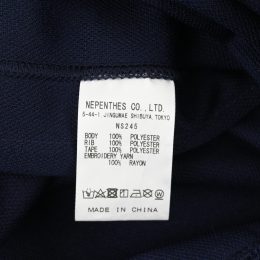 NEPENTHES CO., LTD.
5-44-1, JINGUMAE SHIBUYA, TOKYO
NS245
BODY 100% POLYESTER
RIB 100% POLYESTER
TAPE 100% POLYESTER
EMBROIDERY YARN
100% RAYON
MADE IN CHINA